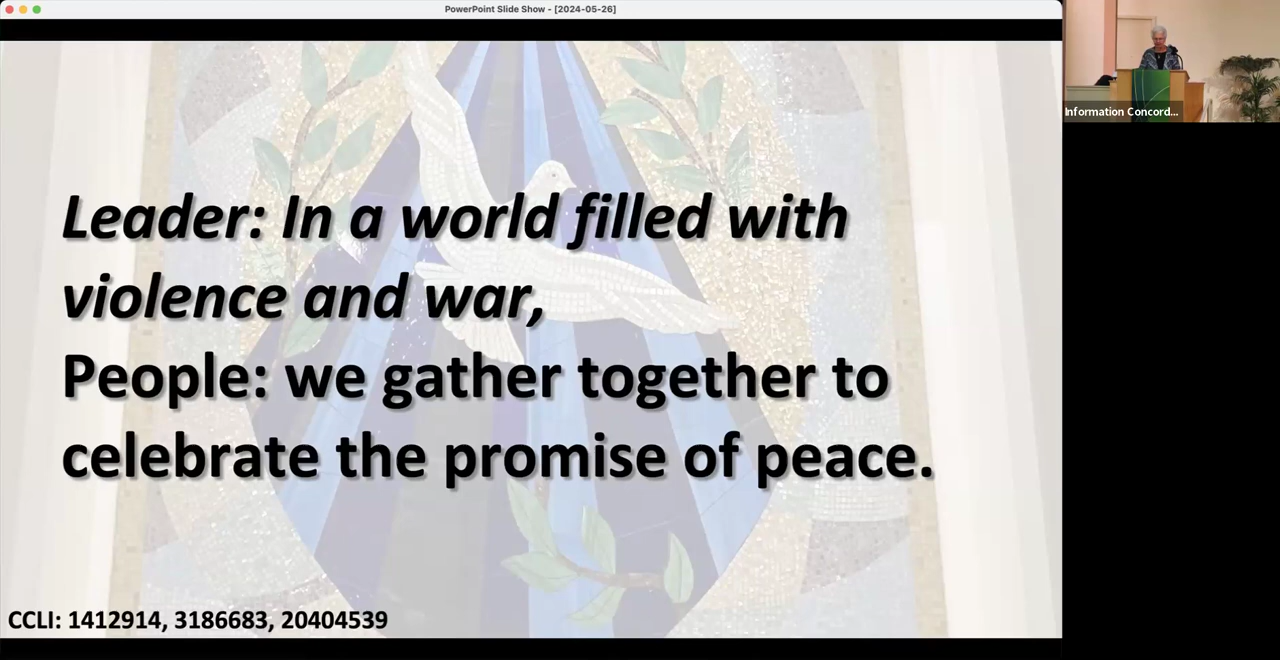 PowerPoint Slide Show - [2024-05-26]
Leader: In a world filled with
violence and war,
People: we gather together to
celebrate the promise of peace.
CCLI: 1412914, 3186683, 20404539
Information Concord...